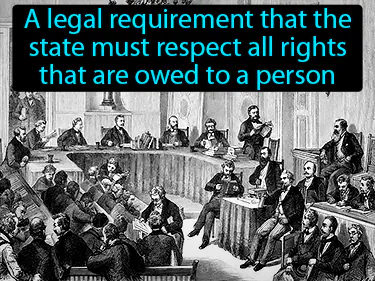 A legal requirement that the
state must respect all rights
that are owed to a person